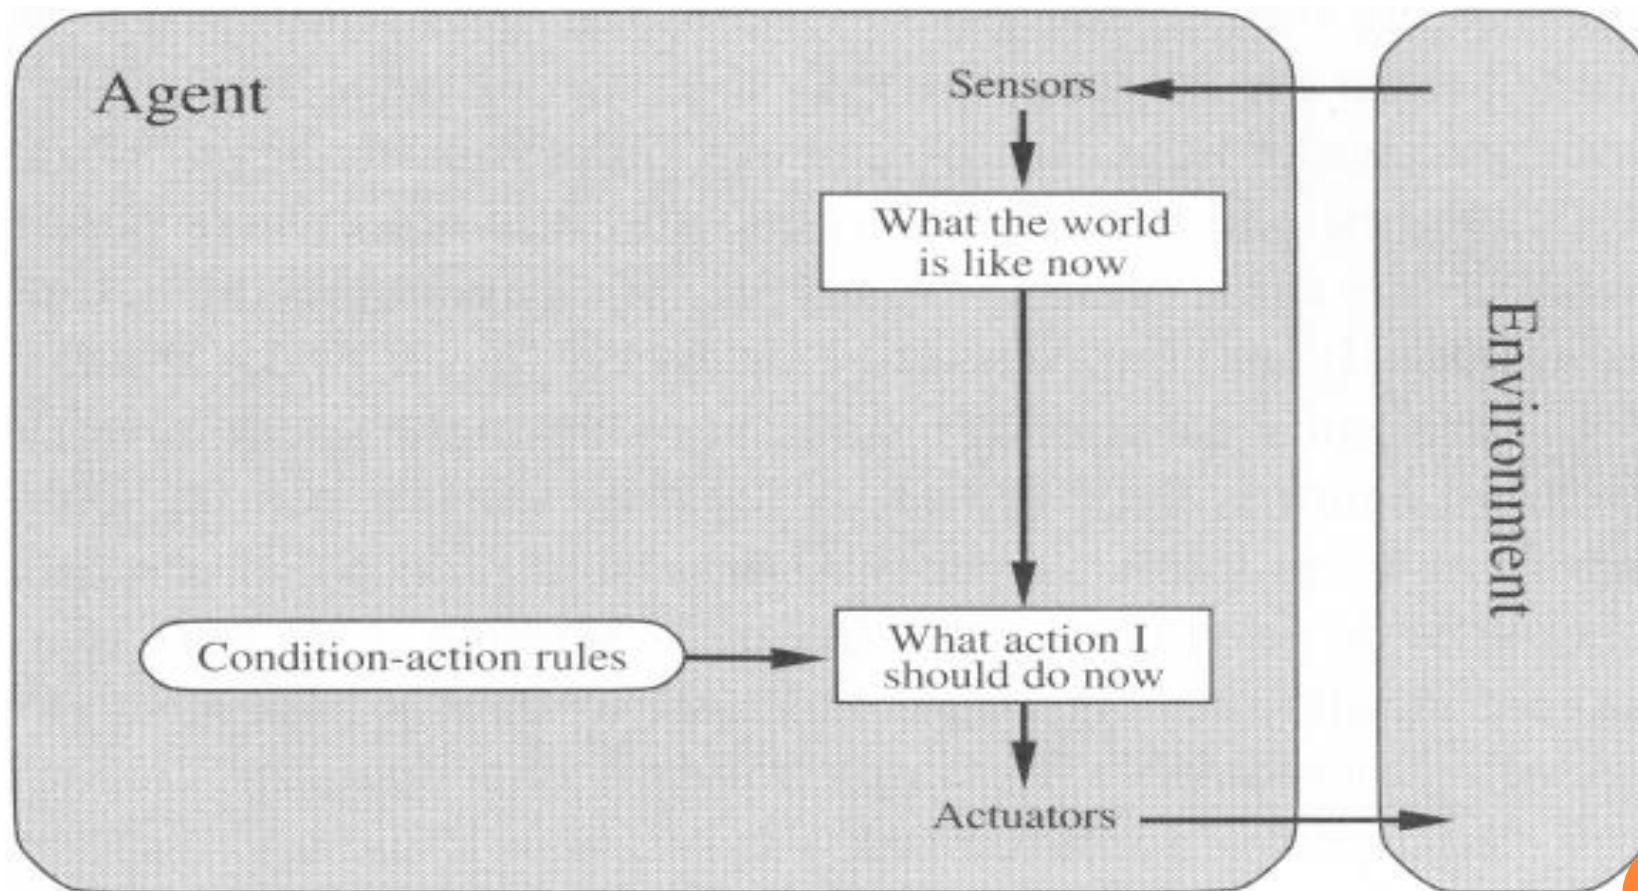 Agent
Sensors
What the world
is like now
Environment
Condition-action rules
What action I
should do now
Actuators